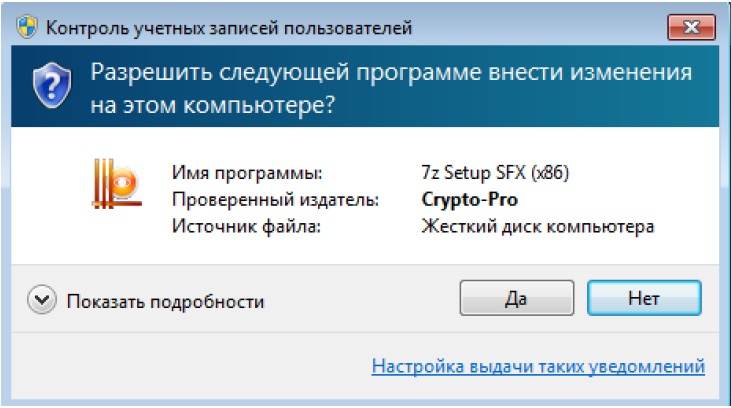 Контроль учетных записей пользователей
Разрешить следующей программе внести изменения
на этом компьютере?
Имя программы: 7z Setup SFX (x86)
Проверенный издатель: Crypto-Pro
Источник файла: Жесткий диск компьютера
Показать подробности Да Нет
Настройка выдачи таких уведомлений